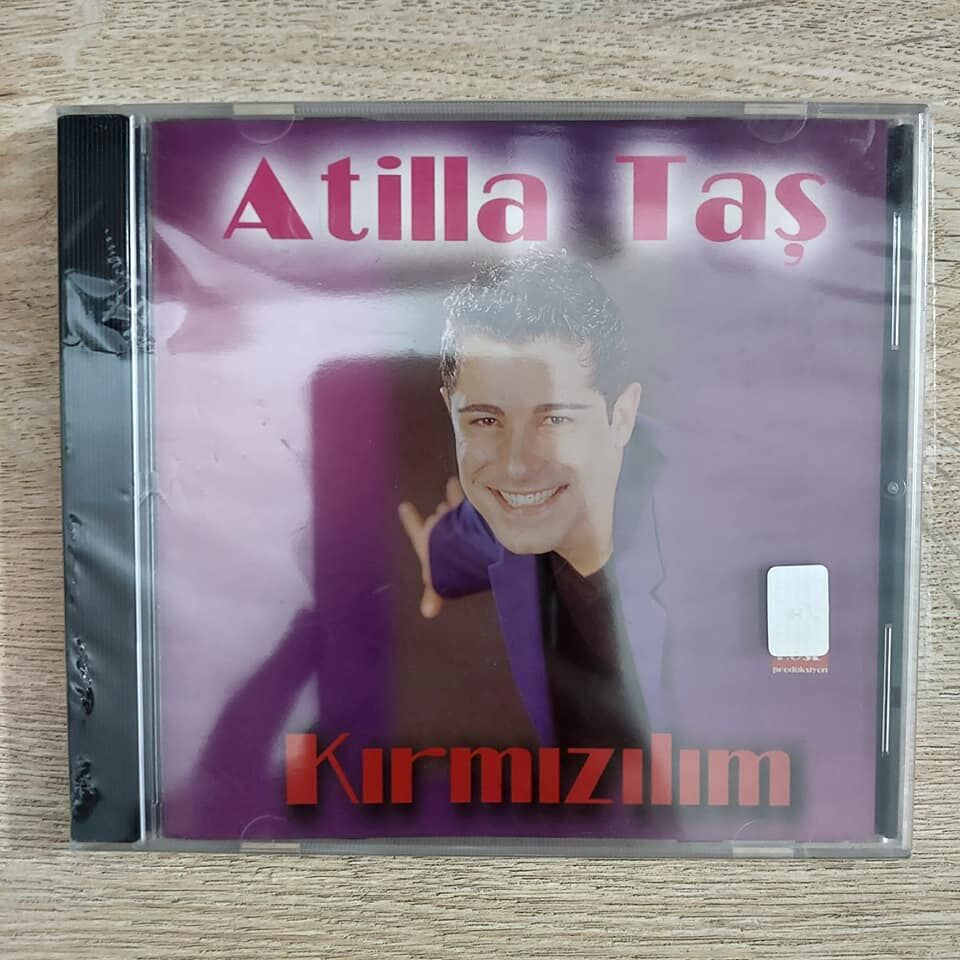 Atilla Taş
prodüksiyon
Kırmızılım